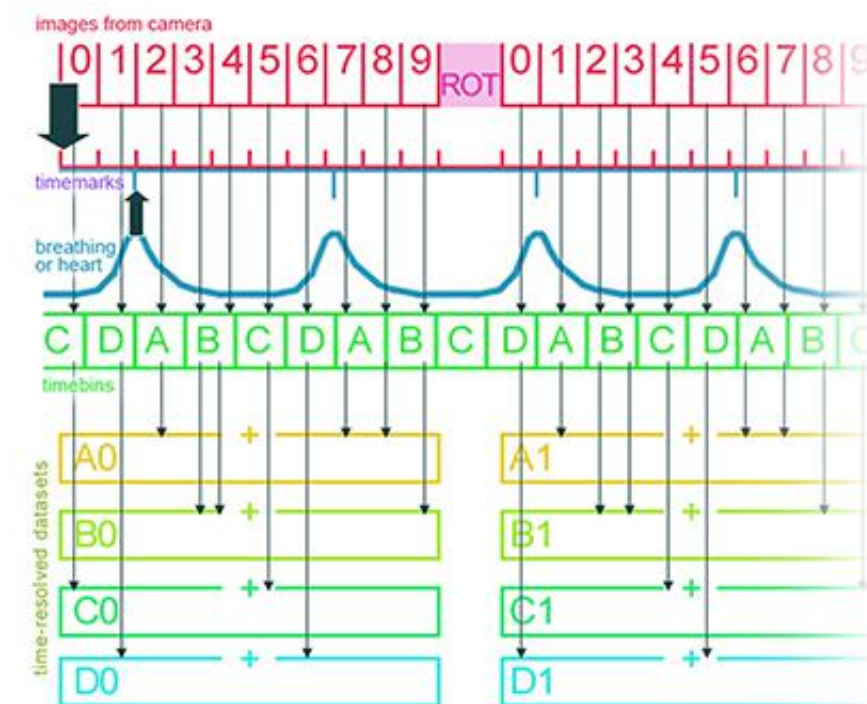 images from camera
0 1 2 3 4 5 6 7 8 9 ROT 0 1 2 3 4 5 6 7 8 9
timemarks
breathing
or heart
C D A B C D A B C D A B C D A B C
timebins
time-resolved datasets
A0 + A1 +
B0 + B1 +
C0 + C1 +
D0 + D1 +